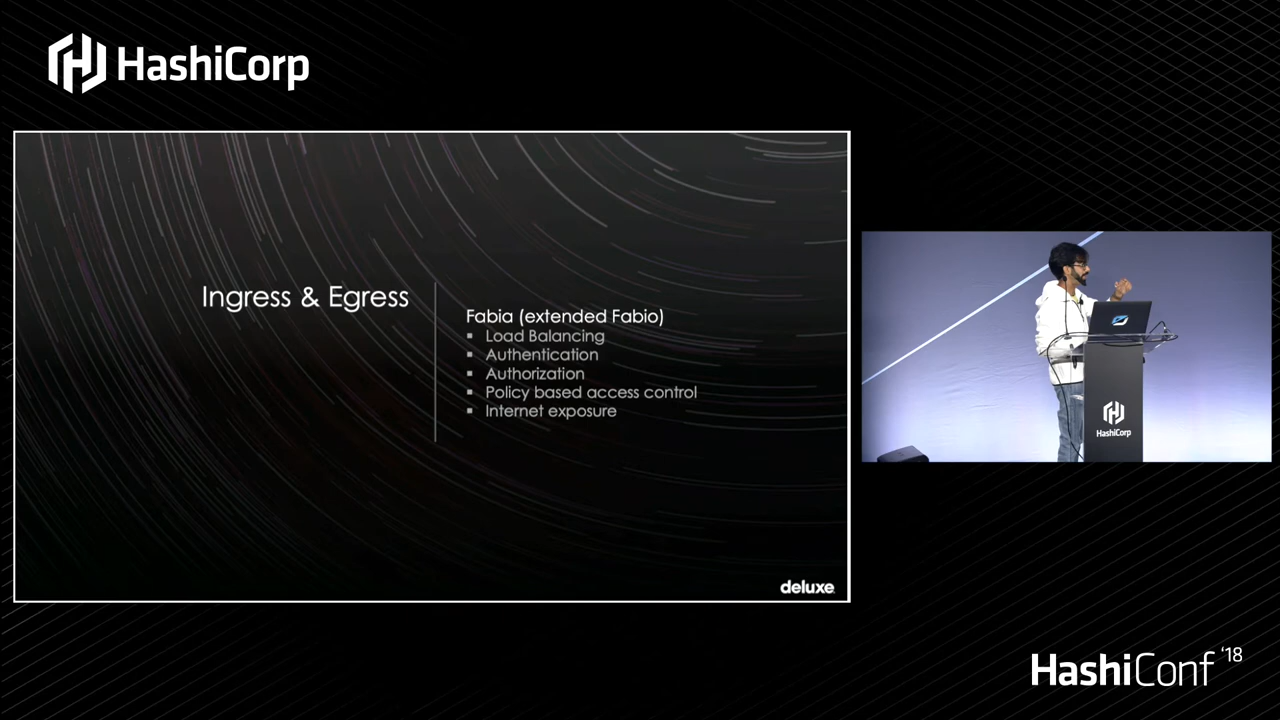 HashiCorp
Ingress & Egress
Fabia (extended Fabio)
▪ Load Balancing
▪ Authentication
▪ Authorization
▪ Policy based access control
▪ Internet exposure
deluxe.
HashiCorp
HashiConf '18